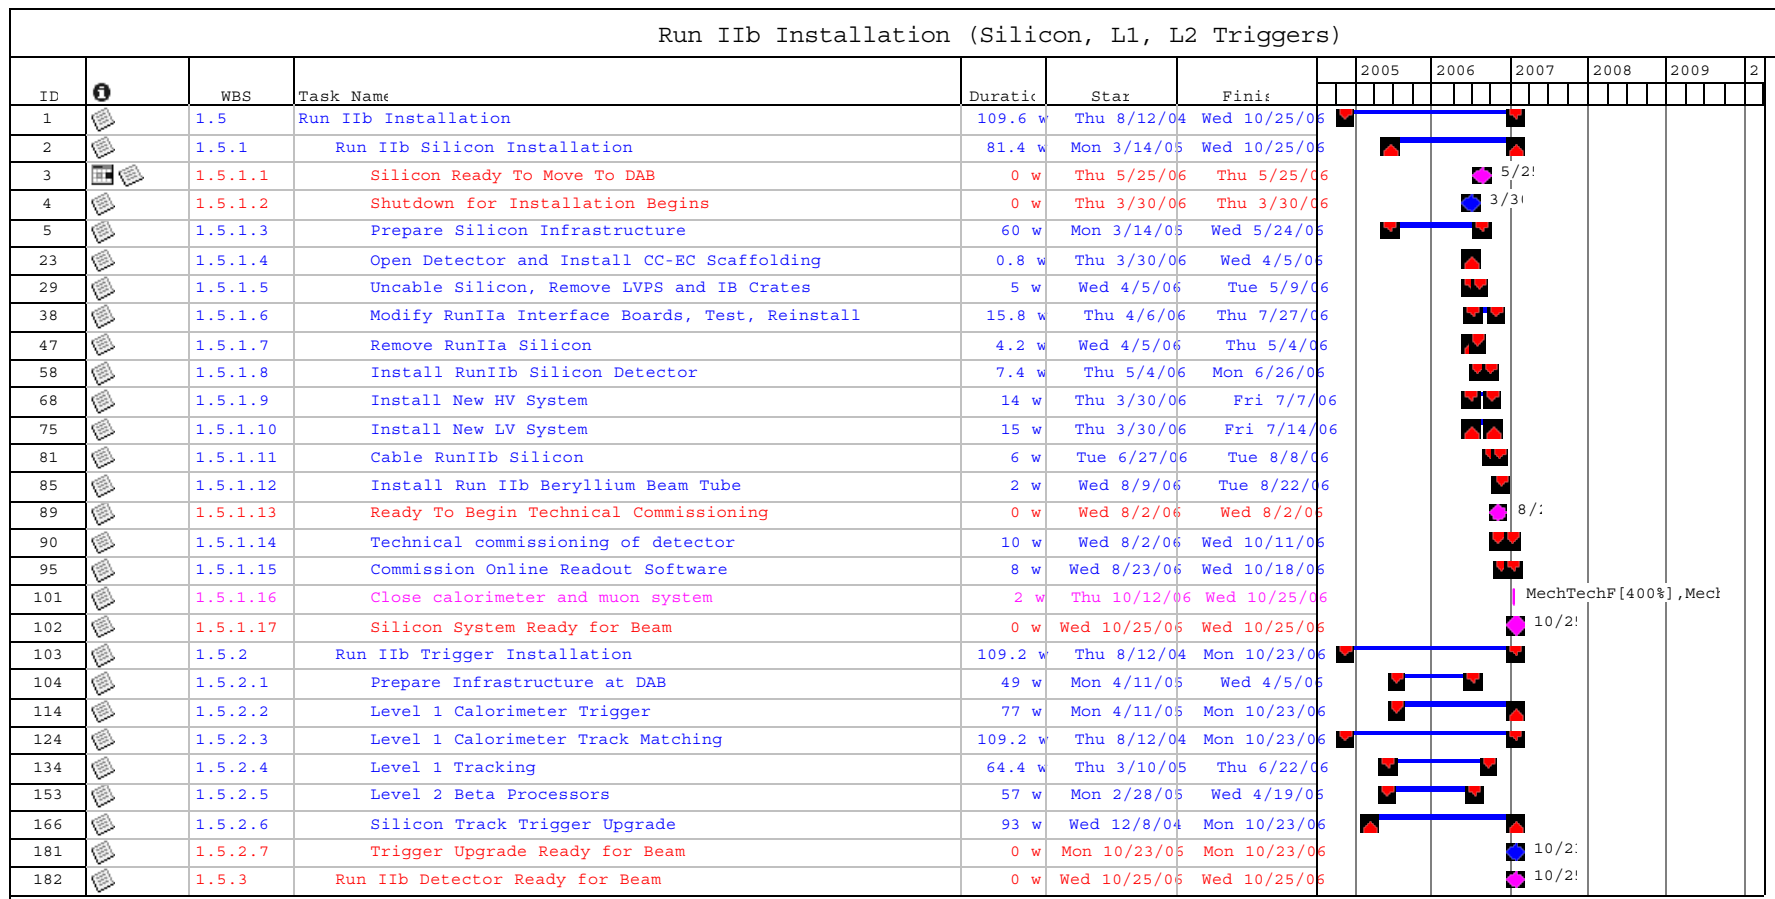 Run IIb Installation (Silicon, L1, L2 Triggers)
2005 2006 2007 2008 2009 2
ID WBS Task Name Duratic Star Finis
1 1.5 Run IIb Installation 109.6 w Thu 8/12/04 Wed 10/25/06
2 1.5.1 Run IIb Silicon Installation 81.4 w Mon 3/14/05 Wed 10/25/06
3 1.5.1.1 Silicon Ready To Move To DAB 0 w Thu 5/25/06 Thu 5/25/06 5/25
4 1.5.1.2 Shutdown for Installation Begins 0 w Thu 3/30/06 Thu 3/30/06 3/30
5 1.5.1.3 Prepare Silicon Infrastructure 60 w Mon 3/14/05 Wed 5/24/06
23 1.5.1.4 Open Detector and Install CC-EC Scaffolding 0.8 w Thu 3/30/06 Wed 4/5/06
29 1.5.1.5 Uncable Silicon, Remove LVPS and IB Crates 5 w Wed 4/5/06 Tue 5/9/06
38 1.5.1.6 Modify RunIIa Interface Boards, Test, Reinstall 15.8 w Thu 4/6/06 Thu 7/27/06
47 1.5.1.7 Remove RunIIa Silicon 4.2 w Wed 4/5/06 Thu 5/4/06
58 1.5.1.8 Install RunIIb Silicon Detector 7.4 w Thu 5/4/06 Mon 6/26/06
68 1.5.1.9 Install New HV System 14 w Thu 3/30/06 Fri 7/7/06
75 1.5.1.10 Install New LV System 15 w Thu 3/30/06 Fri 7/14/06
81 1.5.1.11 Cable RunIIb Silicon 6 w Tue 6/27/06 Tue 8/8/06
85 1.5.1.12 Install Run IIb Beryllium Beam Tube 2 w Wed 8/9/06 Tue 8/22/06
89 1.5.1.13 Ready To Begin Technical Commissioning 0 w Wed 8/2/06 Wed 8/2/06 8/2
90 1.5.1.14 Technical commissioning of detector 10 w Wed 8/2/06 Wed 10/11/06
95 1.5.1.15 Commission Online Readout Software 8 w Wed 8/23/06 Wed 10/18/06
101 1.5.1.16 Close calorimeter and muon system 2 w Thu 10/12/06 Wed 10/25/06 MechTechF[400%],Mech
102 1.5.1.17 Silicon System Ready for Beam 0 w Wed 10/25/06 Wed 10/25/06 10/25
103 1.5.2 Run IIb Trigger Installation 109.2 w Thu 8/12/04 Mon 10/23/06
104 1.5.2.1 Prepare Infrastructure at DAB 49 w Mon 4/11/05 Wed 4/5/06
114 1.5.2.2 Level 1 Calorimeter Trigger 77 w Mon 4/11/05 Mon 10/23/06
124 1.5.2.3 Level 1 Calorimeter Track Matching 109.2 w Thu 8/12/04 Mon 10/23/06
134 1.5.2.4 Level 1 Tracking 64.4 w Thu 3/10/05 Thu 6/22/06
153 1.5.2.5 Level 2 Beta Processors 57 w Mon 2/28/05 Wed 4/19/06
166 1.5.2.6 Silicon Track Trigger Upgrade 93 w Wed 12/8/04 Mon 10/23/06
181 1.5.2.7 Trigger Upgrade Ready for Beam 0 w Mon 10/23/06 Mon 10/23/06 10/23
182 1.5.3 Run IIb Detector Ready for Beam 0 w Wed 10/25/06 Wed 10/25/06 10/25